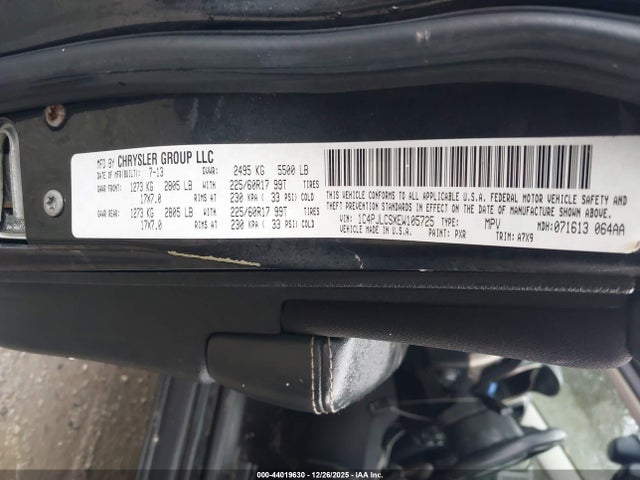 MFD BY CHRYSLER GROUP LLC
DATE OF MFR(BUILT): 7-13 GVWR: 2495 KG 5500 LB
GAWR FRONT: 1273 KG 2805 LB WITH 225/60R17 99T TIRES
17X7.0 RIMS AT 230 KPA ( 33 PSI) COLD
GAWR REAR: 1273 KG 2805 LB WITH 225/60R17 99T TIRES
17X7.0 RIMS AT 230 KPA ( 33 PSI) COLD
THIS VEHICLE CONFORMS TO ALL APPLICABLE U.S.A. FEDERAL MOTOR VEHICLE SAFETY AND
THEFT PREVENTION STANDARDS IN EFFECT ON THE DATE OF MANUFACTURE SHOWN ABOVE.
VIN: 1C4PJLCSXEW105725 TYPE: MPV MDH: 071613 064AA
VEHICLE MADE IN U.S.A. PAINT: PXR TRIM: A7X9
000-44019630 - 12/26/2025 - IAA Inc.